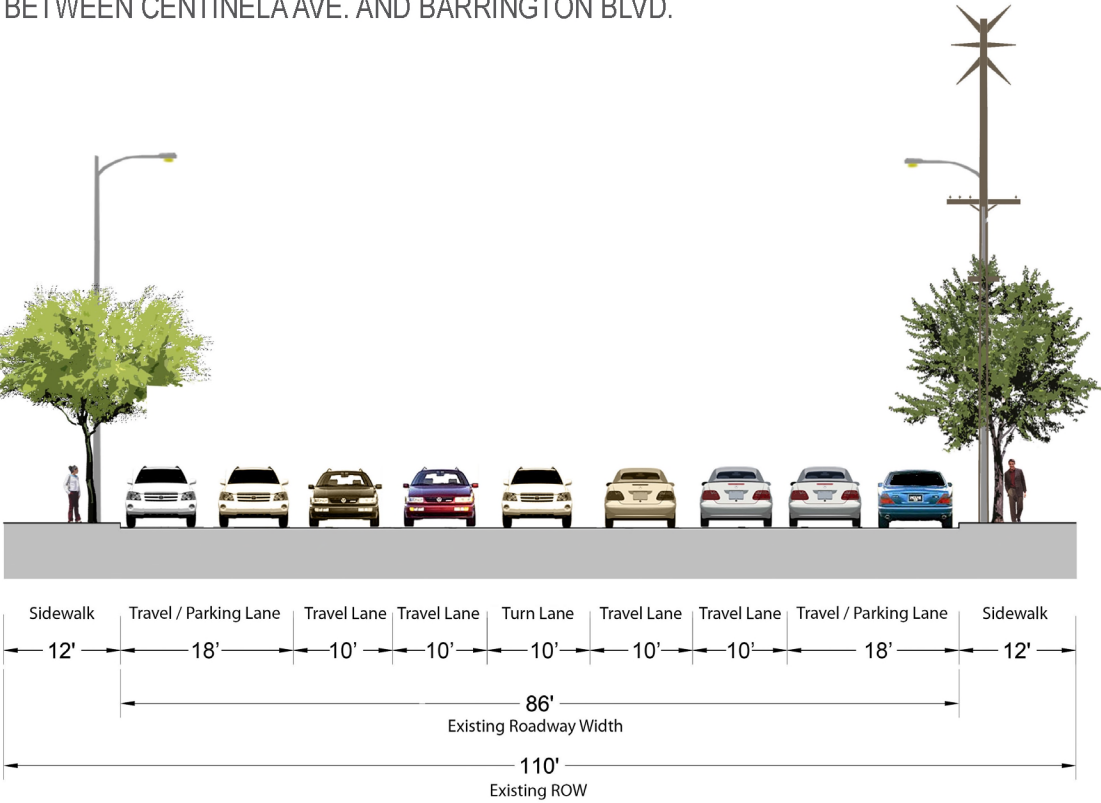 BETWEEN CENTINELA AVE. AND BARRINGTON BLVD.
Sidewalk Travel / Parking Lane Travel Lane Travel Lane Turn Lane Travel Lane Travel Lane Travel / Parking Lane Sidewalk
12' 18' 10' 10' 10' 10' 10' 18' 12'
86'
Existing Roadway Width
110'
Existing ROW